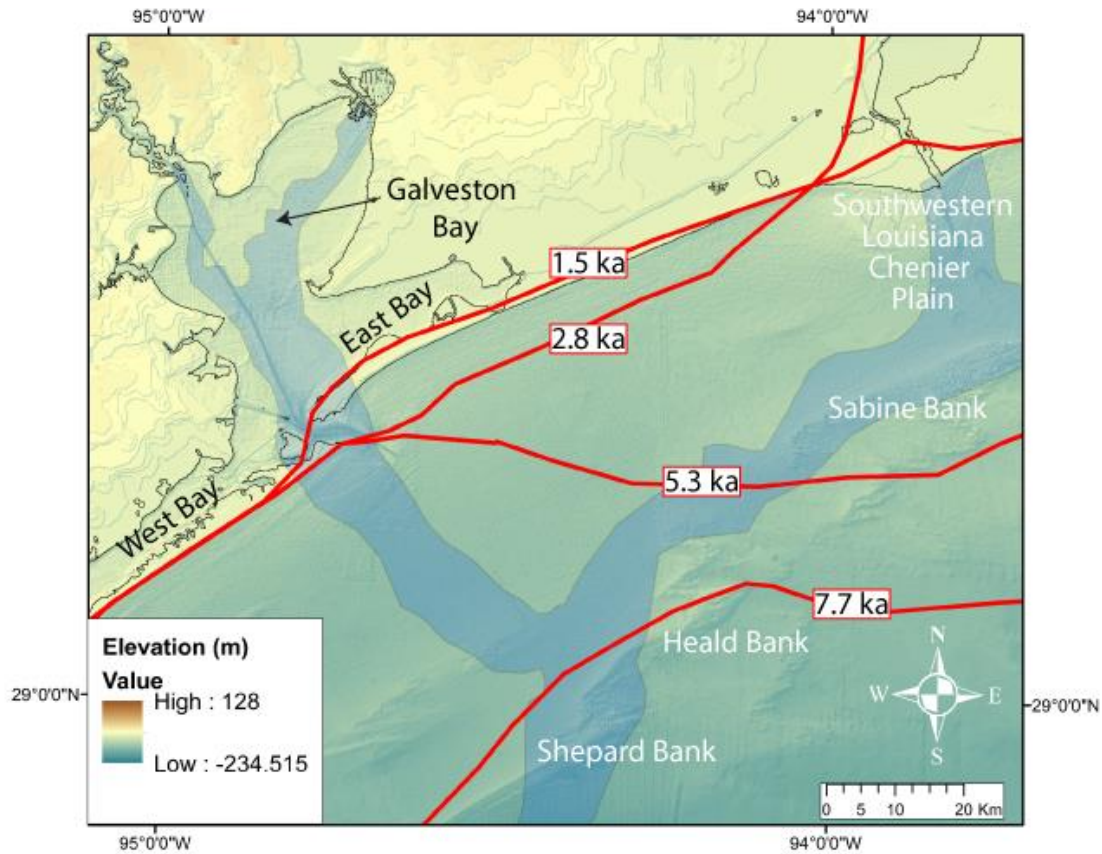 95°0'0"W
94°0'0"W
Galveston
Bay
Southwestern
Louisiana
Chenier
Plain
1.5 ka
East Bay
2.8 ka
Sabine Bank
5.3 ka
West Bay
7.7 ka
Heald Bank
Elevation (m)
Value
High : 128
Low : -234.515
N
W
E
S
29°0'0"N
29°0'0"N
Shepard Bank
0 5 10 20 Km
95°0'0"W
94°0'0"W